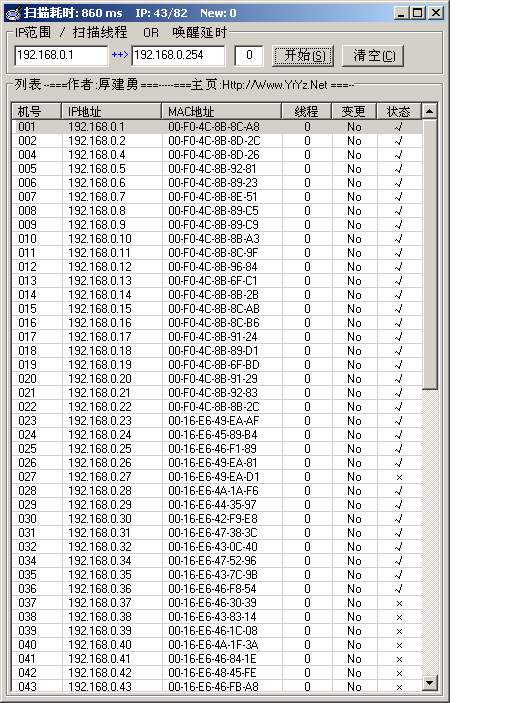 扫描耗时: 860 ms IP: 43/82 New: 0
IP范围 / 扫描线程 OR 唤醒延时
192.168.0.1 ++> 192.168.0.254 0 开始(S) 清空(C)
列表--===作者:厚建勇===-----===主页:Http://Www.YrYz.Net ===--
机号 IP地址 MAC地址 线程 变更 状态
001 192.168.0.1 00-F0-4C-8B-8C-A8 0 No √
002 192.168.0.2 00-F0-4C-8B-8D-2C 0 No √
004 192.168.0.4 00-F0-4C-8B-8D-26 0 No √
005 192.168.0.5 00-F0-4C-8B-92-81 0 No √
006 192.168.0.6 00-F0-4C-8B-89-23 0 No √
007 192.168.0.7 00-F0-4C-8B-8E-51 0 No √
008 192.168.0.8 00-F0-4C-8B-89-C5 0 No √
009 192.168.0.9 00-F0-4C-8B-89-C9 0 No √
010 192.168.0.10 00-F0-4C-8B-8B-A3 0 No √
011 192.168.0.11 00-F0-4C-8B-8C-9F 0 No √
012 192.168.0.12 00-F0-4C-8B-96-84 0 No √
013 192.168.0.13 00-F0-4C-8B-6F-C1 0 No √
014 192.168.0.14 00-F0-4C-8B-8B-2B 0 No √
015 192.168.0.15 00-F0-4C-8B-8C-AB 0 No √
016 192.168.0.16 00-F0-4C-8B-8C-B6 0 No √
017 192.168.0.17 00-F0-4C-8B-91-24 0 No √
018 192.168.0.18 00-F0-4C-8B-89-D1 0 No √
019 192.168.0.19 00-F0-4C-8B-6F-BD 0 No √
020 192.168.0.20 00-F0-4C-8B-91-29 0 No √
021 192.168.0.21 00-F0-4C-8B-92-83 0 No √
022 192.168.0.22 00-F0-4C-8B-8B-2C 0 No √
023 192.168.0.23 00-16-E6-49-EA-AF 0 No √
024 192.168.0.24 00-16-E6-45-89-B4 0 No √
025 192.168.0.25 00-16-E6-46-F1-89 0 No √
026 192.168.0.26 00-16-E6-49-EA-81 0 No √
027 192.168.0.27 00-16-E6-49-EA-D1 0 No ×
028 192.168.0.28 00-16-E6-4A-1A-F6 0 No √
029 192.168.0.29 00-16-E6-44-35-97 0 No √
030 192.168.0.30 00-16-E6-42-F9-E8 0 No √
031 192.168.0.31 00-16-E6-47-38-3C 0 No √
032 192.168.0.32 00-16-E6-43-0C-40 0 No √
034 192.168.0.34 00-16-E6-47-52-96 0 No √
035 192.168.0.35 00-16-E6-43-7C-9B 0 No √
036 192.168.0.36 00-16-E6-46-F8-54 0 No √
037 192.168.0.37 00-16-E6-46-30-39 0 No ×
038 192.168.0.38 00-16-E6-43-83-14 0 No ×
039 192.168.0.39 00-16-E6-46-1C-08 0 No ×
040 192.168.0.40 00-16-E6-4A-1F-3A 0 No ×
041 192.168.0.41 00-16-E6-46-84-1E 0 No ×
042 192.168.0.42 00-16-E6-48-45-FE 0 No ×
043 192.168.0.43 00-16-E6-46-FB-A8 0 No ×